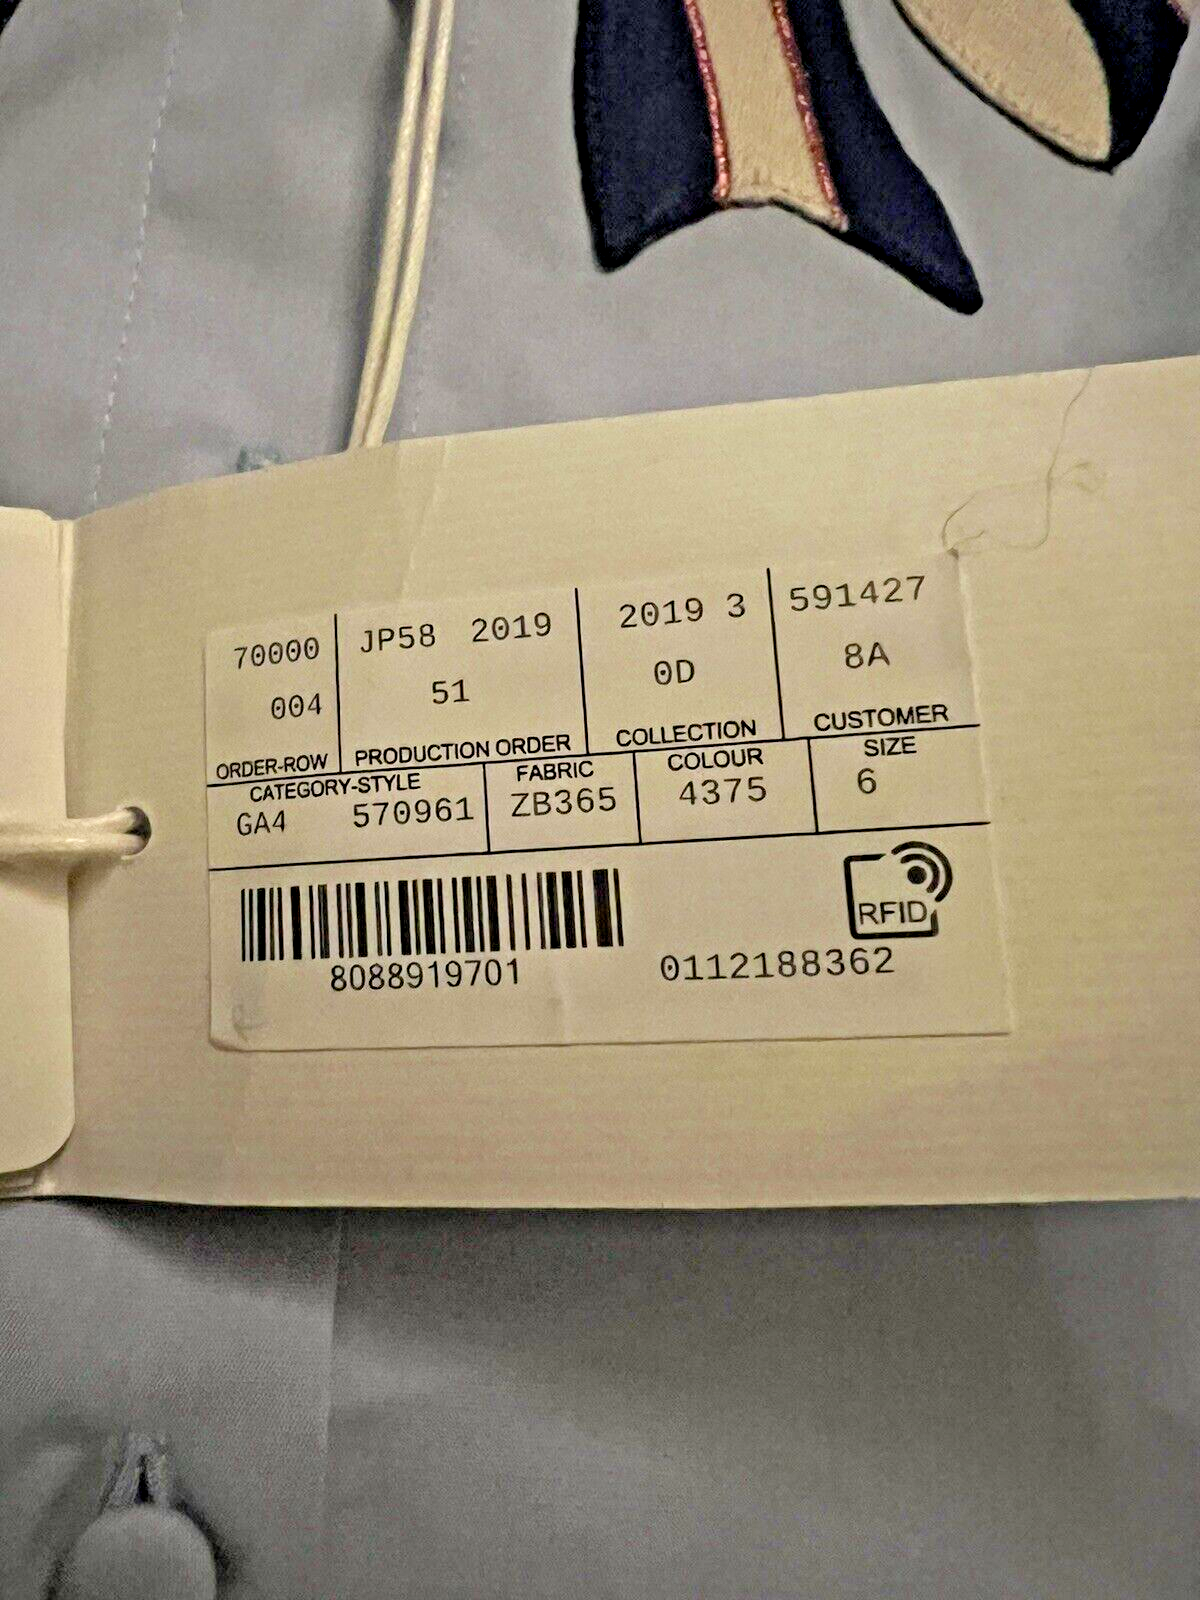 70000 JP58 2019 2019 3 591427
004 51 0D 8A
ORDER-ROW PRODUCTION ORDER COLLECTION CUSTOMER
CATEGORY-STYLE FABRIC COLOUR SIZE
GA4 570961 ZB365 4375 6
RFID
8088919701 0112188362